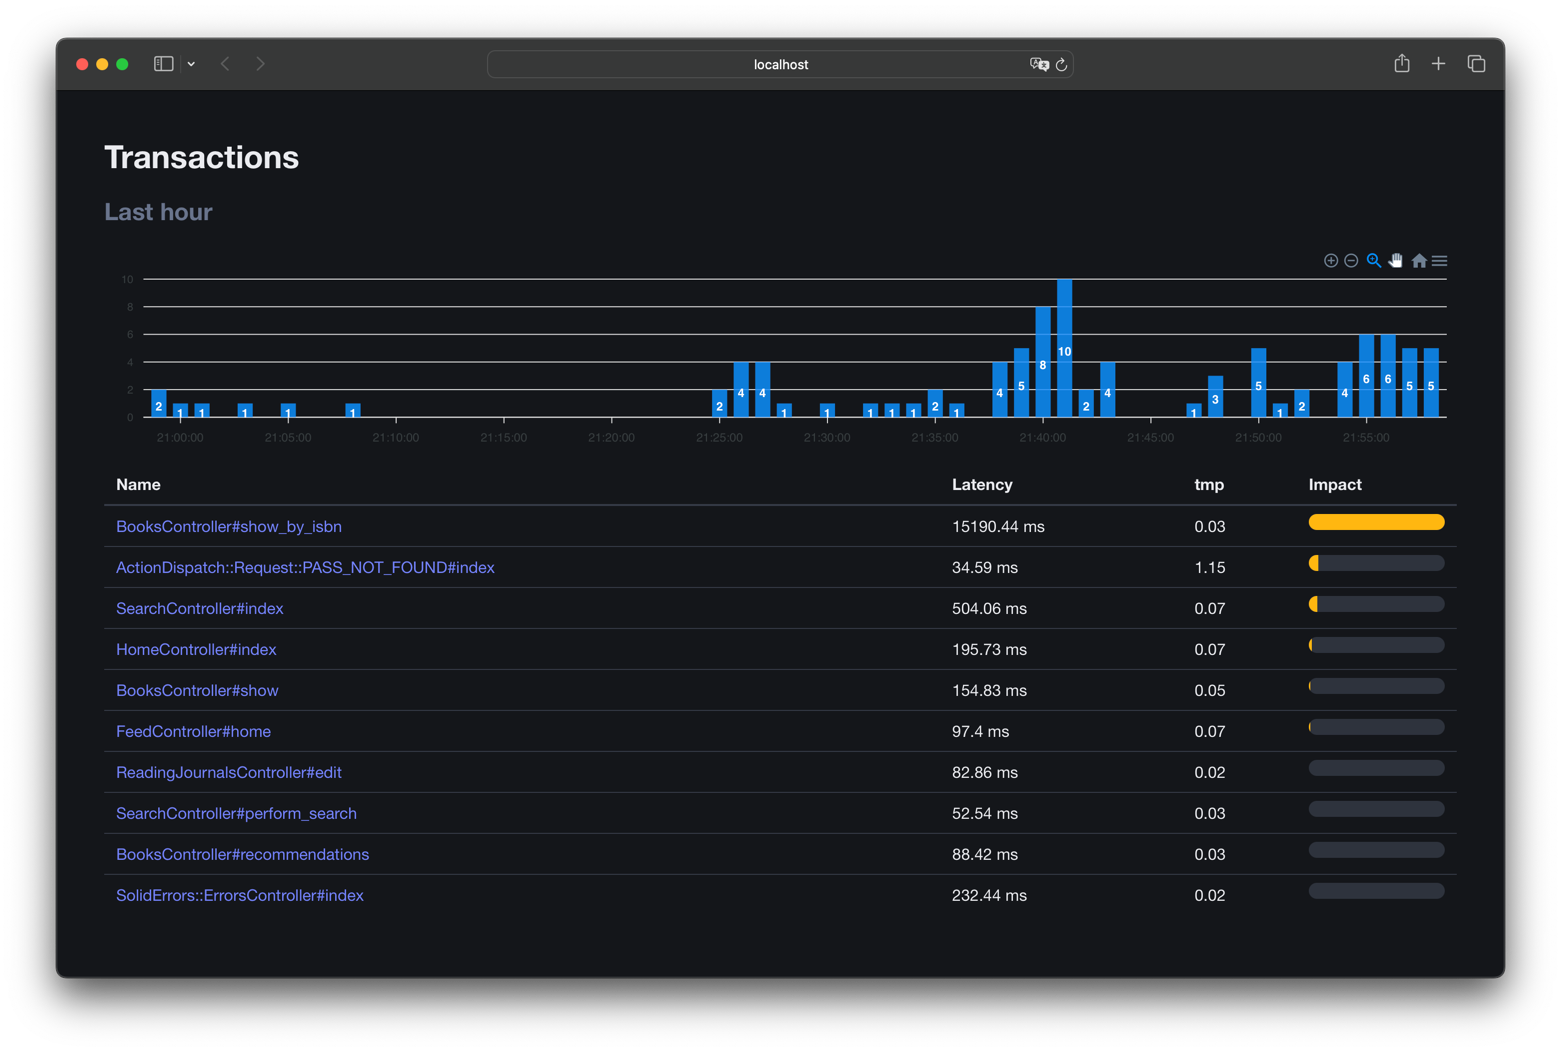 localhost
Transactions
Last hour
10
8
6
4
2
0
2 1 1 1 1 1 2 4 4 1 1 1 1 1 2 1 4 5 8 10 2 4 1 3 5 1 2 4 6 6 5 5
21:00:00 21:05:00 21:10:00 21:15:00 21:20:00 21:25:00 21:30:00 21:35:00 21:40:00 21:45:00 21:50:00 21:55:00
Name Latency tmp Impact
BooksController#show_by_isbn 15190.44 ms 0.03
ActionDispatch::Request::PASS_NOT_FOUND#index 34.59 ms 1.15
SearchController#index 504.06 ms 0.07
HomeController#index 195.73 ms 0.07
BooksController#show 154.83 ms 0.05
FeedController#home 97.4 ms 0.07
ReadingJournalsController#edit 82.86 ms 0.02
SearchController#perform_search 52.54 ms 0.03
BooksController#recommendations 88.42 ms 0.03
SolidErrors::ErrorsController#index 232.44 ms 0.02